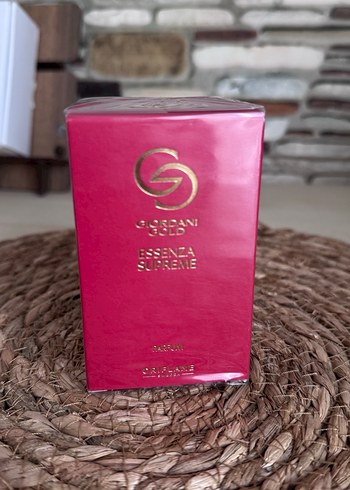 GIORDANI
GOLD
ESSENZA
SUPREME
PARFUM
ORIFLAME